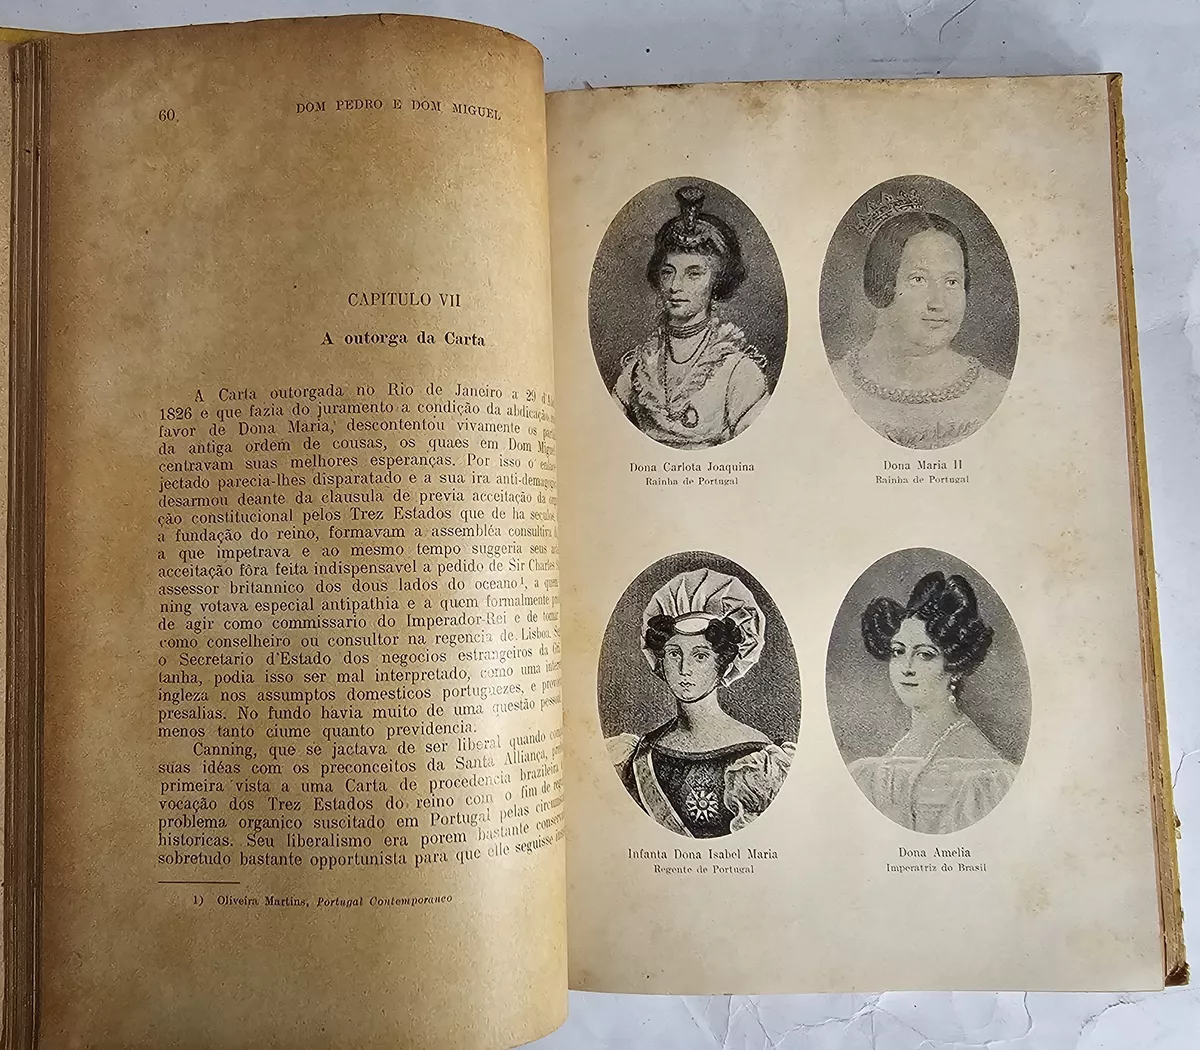 60
DOM PEDRO E DOM MIGUEL
CAPITULO VII
A outorga da Carta
A Carta outorgada no Rio de Janeiro a 29 d'
1826 e que fazia do juramento a condição da abdicação
favor de Dona Maria, descontentou vivamente os
da antiga ordem de cousas, os quaes em Dom Miguel
centravam suas melhores esperanças. Por isso o
jectado parecia-lhes disparatado e a sua ira anti-demagogica
desarmou deante da clausula de previa acceitação da
ção constitucional pelos Trez Estados que de ha seculos,
a fundação do reino, formavam a assembléa consultiva
a que impetrava e ao mesmo tempo suggeria seus
acceitação fôra feita indispensavel a pedido de Sir Charles
assessor britannico dos dous lados do oceano¹, a quem
ning votava especial antipathia e a quem formalmente
de agir como commissario do Imperador-Rei e de tomar
como conselheiro ou consultor na regencia de Lisboa.
o Secretario d'Estado dos negocios estrangeiros da
tanha, podia isso ser mal interpretado, como uma
ingleza nos assumptos domesticos portuguezes, e
presalias. No fundo havia muito de uma questão pessoal,
menos tanto ciume quanto previdencia.
Canning, que se jactava de ser liberal quando
suas idéas com os preconceitos da Santa Alliança,
primeira vista a uma Carta de procedencia brazileira
vocação dos Trez Estados do reino com o fim de
problema organico suscitado em Portugal pelas
historicas. Seu liberalismo era porem bastante
sobretudo bastante opportunista para que elle seguisse
1) Oliveira Martins, Portugal Contemporaneo
Dona Carlota Joaquina
Rainha de Portugal
Dona Maria II
Rainha de Portugal
Infanta Dona Isabel Maria
Regente de Portugal
Dona Amelia
Imperatriz do Brasil